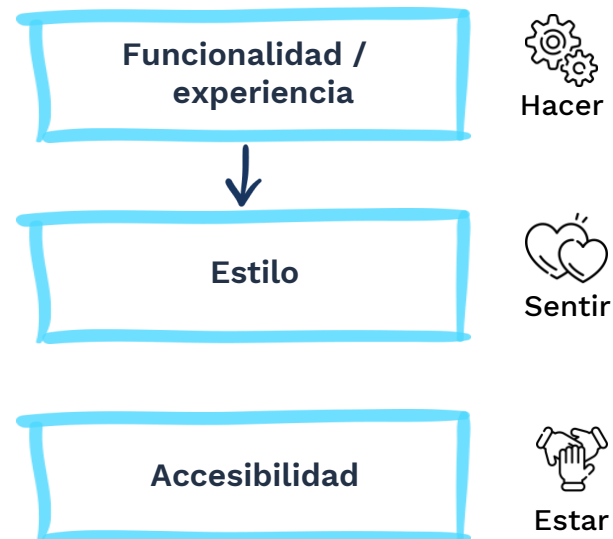 Funcionalidad /
experiencia
Hacer
Estilo
Sentir
Accesibilidad
Estar